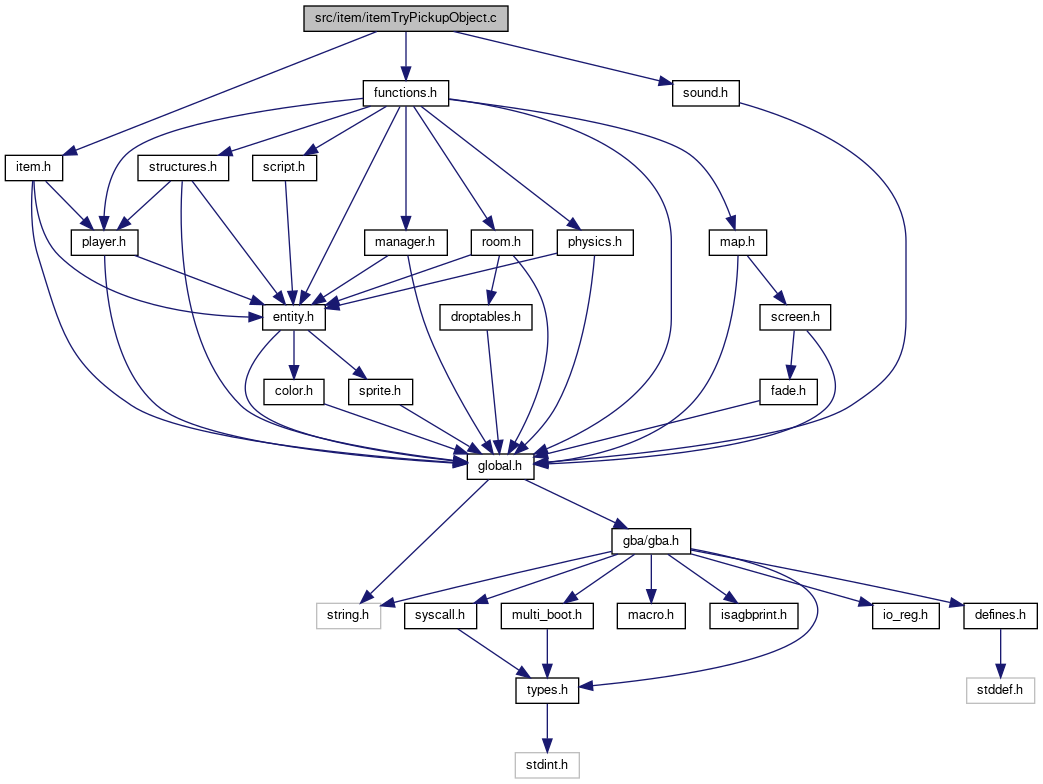 src/item/itemTryPickupObject.c
functions.h
sound.h
item.h
structures.h
script.h
player.h
manager.h
room.h
physics.h
map.h
entity.h
droptables.h
screen.h
color.h
sprite.h
fade.h
global.h
gba/gba.h
string.h
syscall.h
multi_boot.h
macro.h
isagbprint.h
io_reg.h
defines.h
types.h
stddef.h
stdint.h